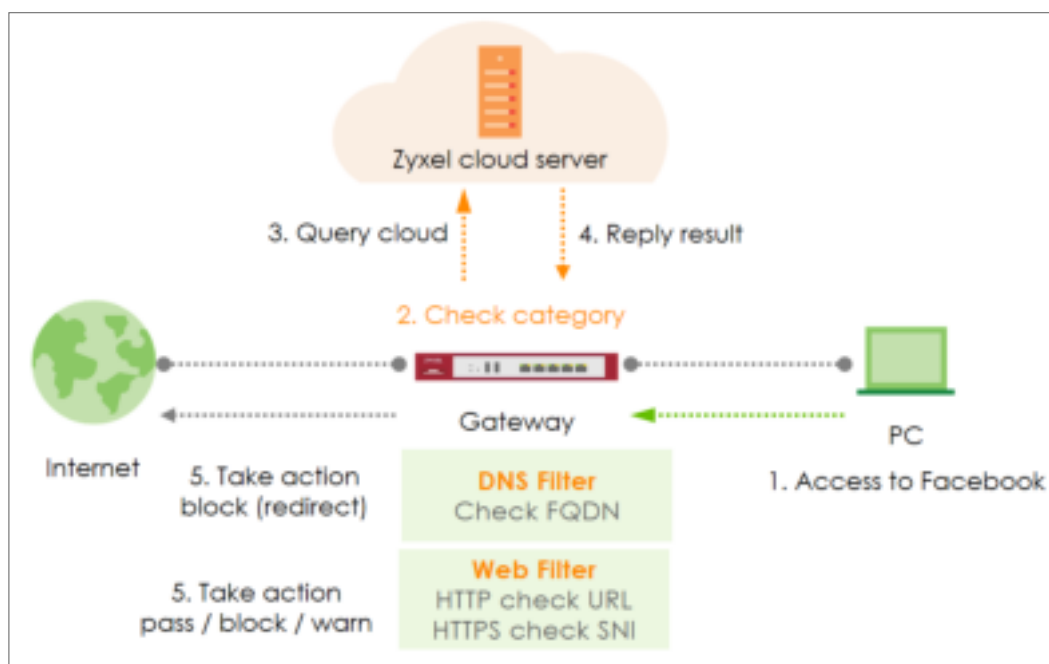 Zyxel cloud server
3. Query cloud
4. Reply result
2. Check category
Gateway
PC
Internet
1. Access to Facebook
5. Take action
block (redirect)
DNS Filter
Check FQDN
5. Take action
pass / block / warn
Web Filter
HTTP check URL
HTTPS check SNI